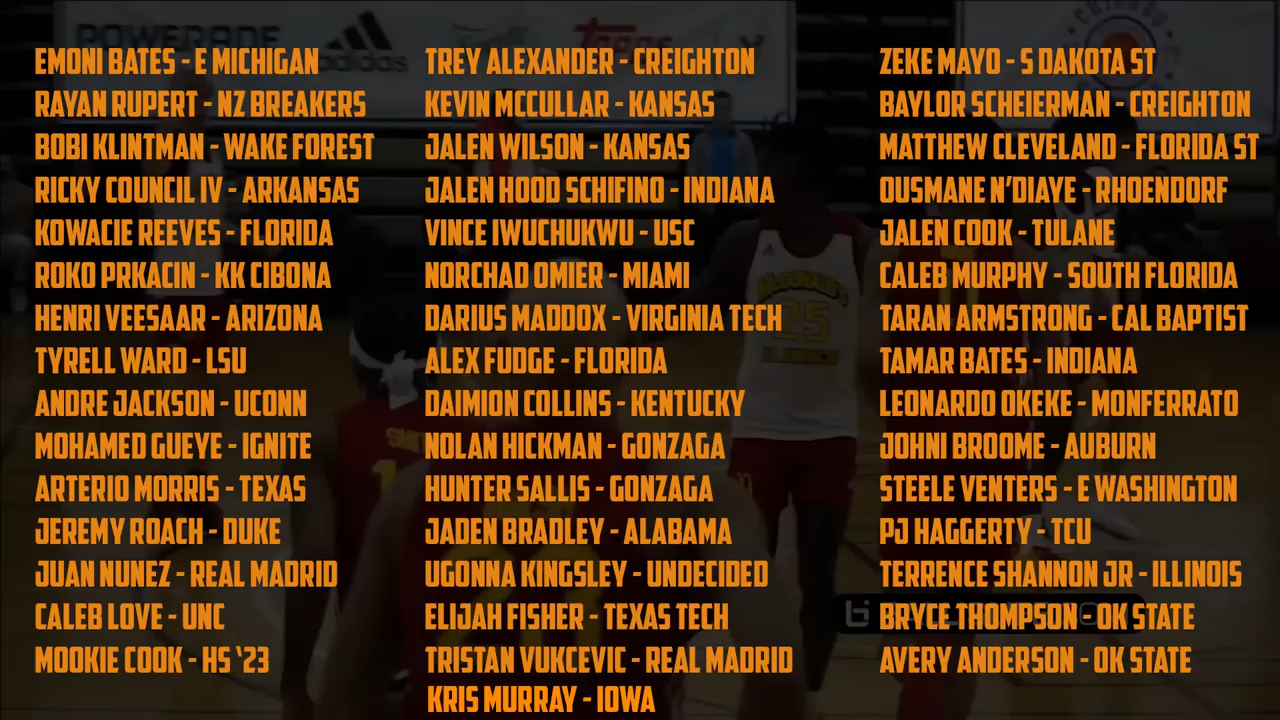 EMONI BATES - E MICHIGAN
RAYAN RUPERT - NZ BREAKERS
BOBI KLINTMAN - WAKE FOREST
RICKY COUNCIL IV - ARKANSAS
KOWACIE REEVES - FLORIDA
ROKO PRKACIN - KK CIBONA
HENRI VEESAAR - ARIZONA
TYRELL WARD - LSU
ANDRE JACKSON - UCONN
MOHAMED GUEYE - IGNITE
ARTERIO MORRIS - TEXAS
JEREMY ROACH - DUKE
JUAN NUNEZ - REAL MADRID
CALEB LOVE - UNC
MOOKIE COOK - HS '23
TREY ALEXANDER - CREIGHTON
KEVIN MCCULLAR - KANSAS
JALEN WILSON - KANSAS
JALEN HOOD SCHIFINO - INDIANA
VINCE IWUCHUKWU - USC
NORCHAD OMIER - MIAMI
DARIUS MADDOX - VIRGINIA TECH
ALEX FUDGE - FLORIDA
DAIMION COLLINS - KENTUCKY
NOLAN HICKMAN - GONZAGA
HUNTER SALLIS - GONZAGA
JADEN BRADLEY - ALABAMA
UGONNA KINGSLEY - UNDECIDED
ELIJAH FISHER - TEXAS TECH
TRISTAN VUKCEVIC - REAL MADRID
KRIS MURRAY - IOWA
ZEKE MAYO - S DAKOTA ST
BAYLOR SCHEIERMAN - CREIGHTON
MATTHEW CLEVELAND - FLORIDA ST
OUSMANE N'DIAYE - RHOENDORF
JALEN COOK - TULANE
CALEB MURPHY - SOUTH FLORIDA
TARAN ARMSTRONG - CAL BAPTIST
TAMAR BATES - INDIANA
LEONARDO OKEKE - MONFERRATO
JOHNI BROOME - AUBURN
STEELE VENTERS - E WASHINGTON
PJ HAGGERTY - TCU
TERRENCE SHANNON JR - ILLINOIS
BRYCE THOMPSON - OK STATE
AVERY ANDERSON - OK STATE
POWERADE
adidas
CHICAGO
25
20